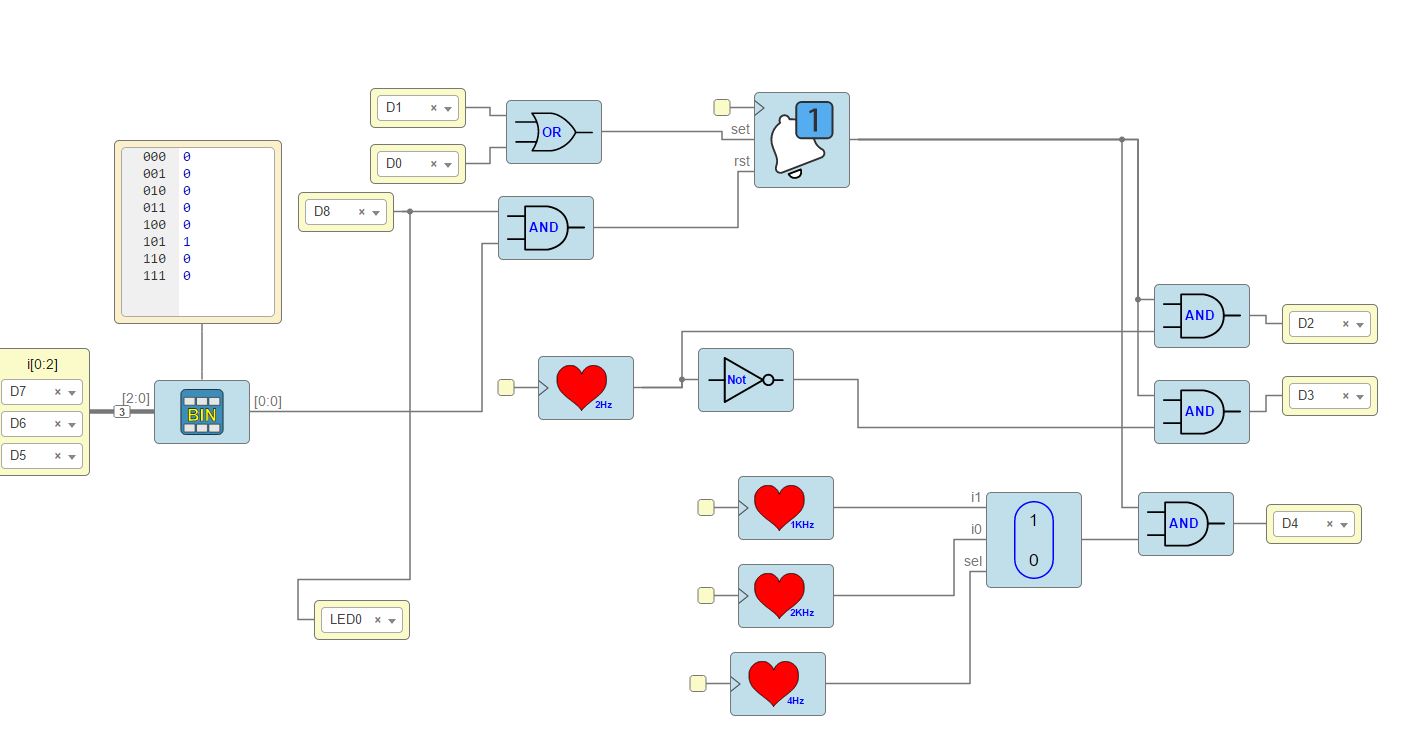 D1 ×
OR
1
set
rst
D0 ×
000 0
001 0
010 0
011 0
100 0
101 1
110 0
111 0
D8 ×
AND
AND
D2 ×
i[0:2]
D7 ×
D6 ×
D5 ×
[2:0]
3
BIN
[0:0]
2Hz
Not
AND
D3 ×
1KHz
i1
i0
sel
1
0
AND
D4 ×
2KHz
LED0 ×
4Hz